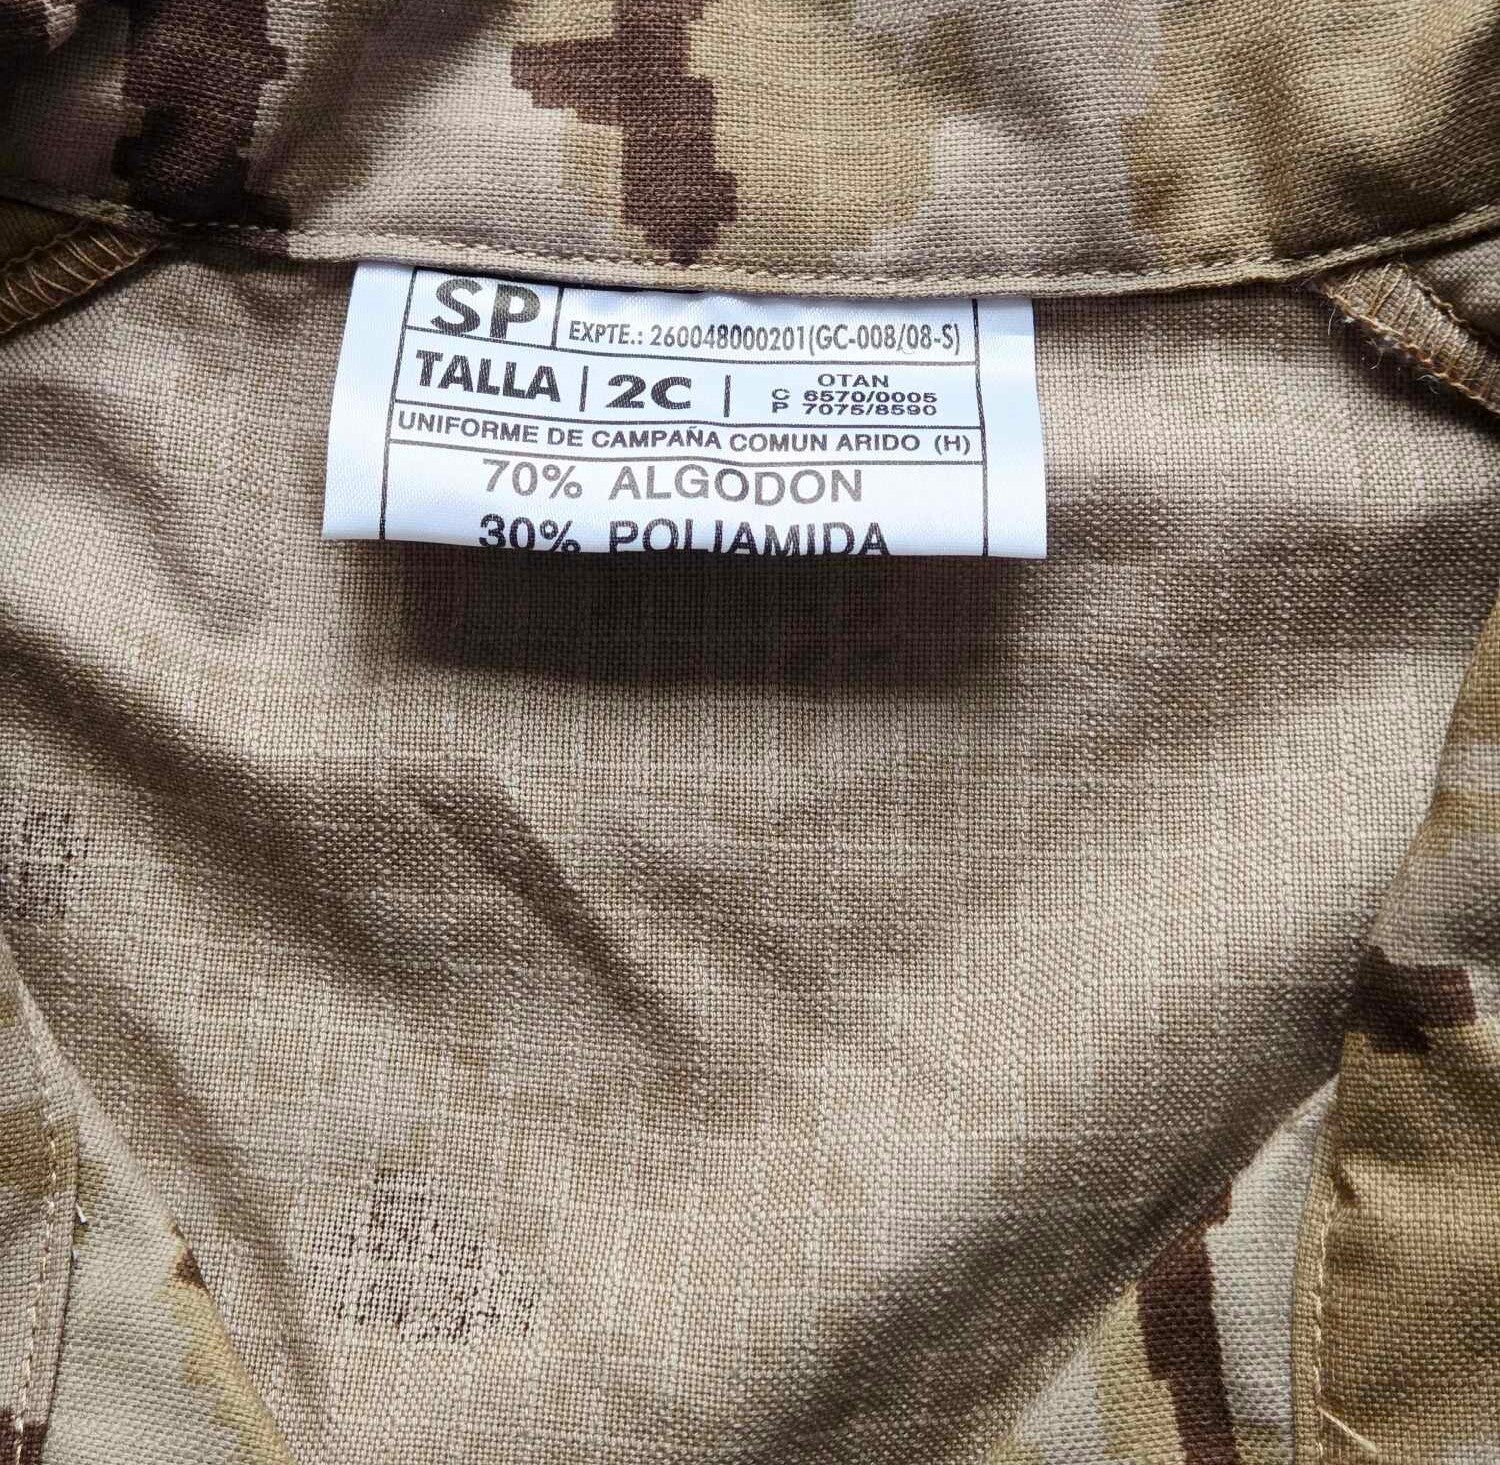 SP
EXPTE.: 260048000201(GC-008/08-S)
TALLA | 2C |
OTAN
C 6570/0005
P 7075/8590
UNIFORME DE CAMPAÑA COMUN ARIDO (H)
70% ALGODON
30% POLIAMIDA